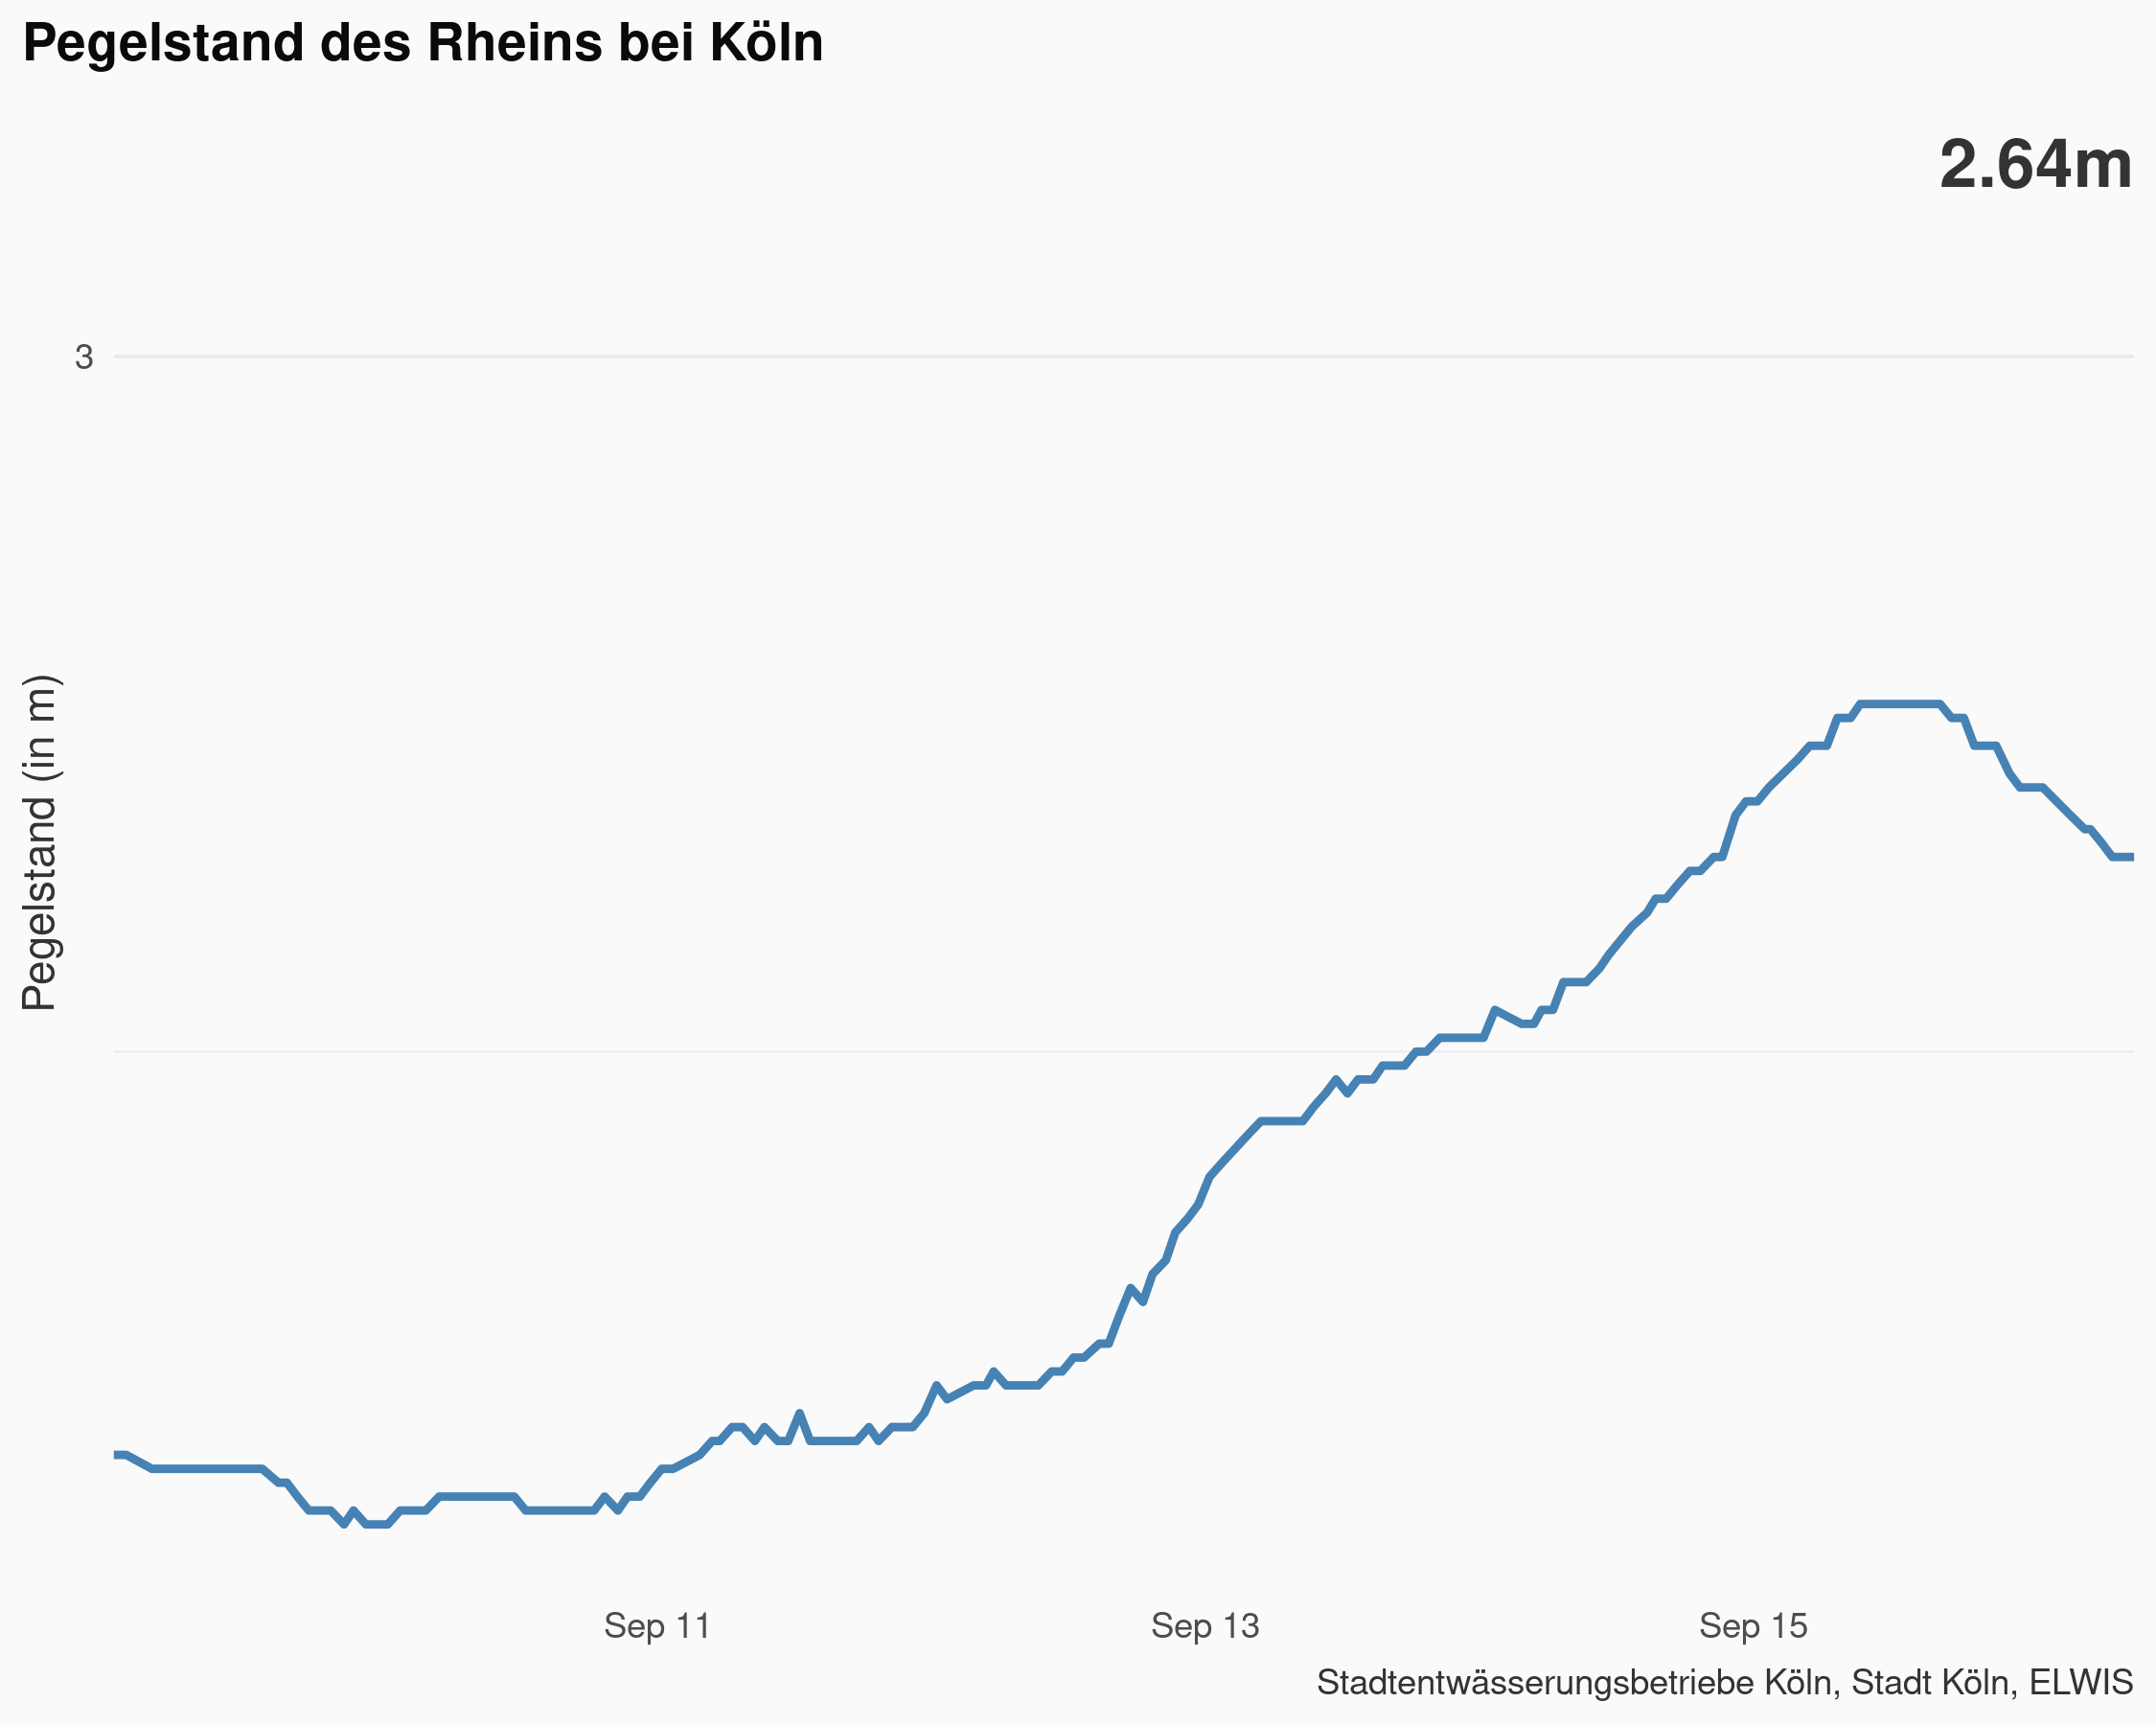 Pegelstand des Rheins bei Köln
2.64m
3
Pegelstand (in m)
Sep 11
Sep 13
Sep 15
Stadtentwässerungsbetriebe Köln, Stadt Köln, ELWIS